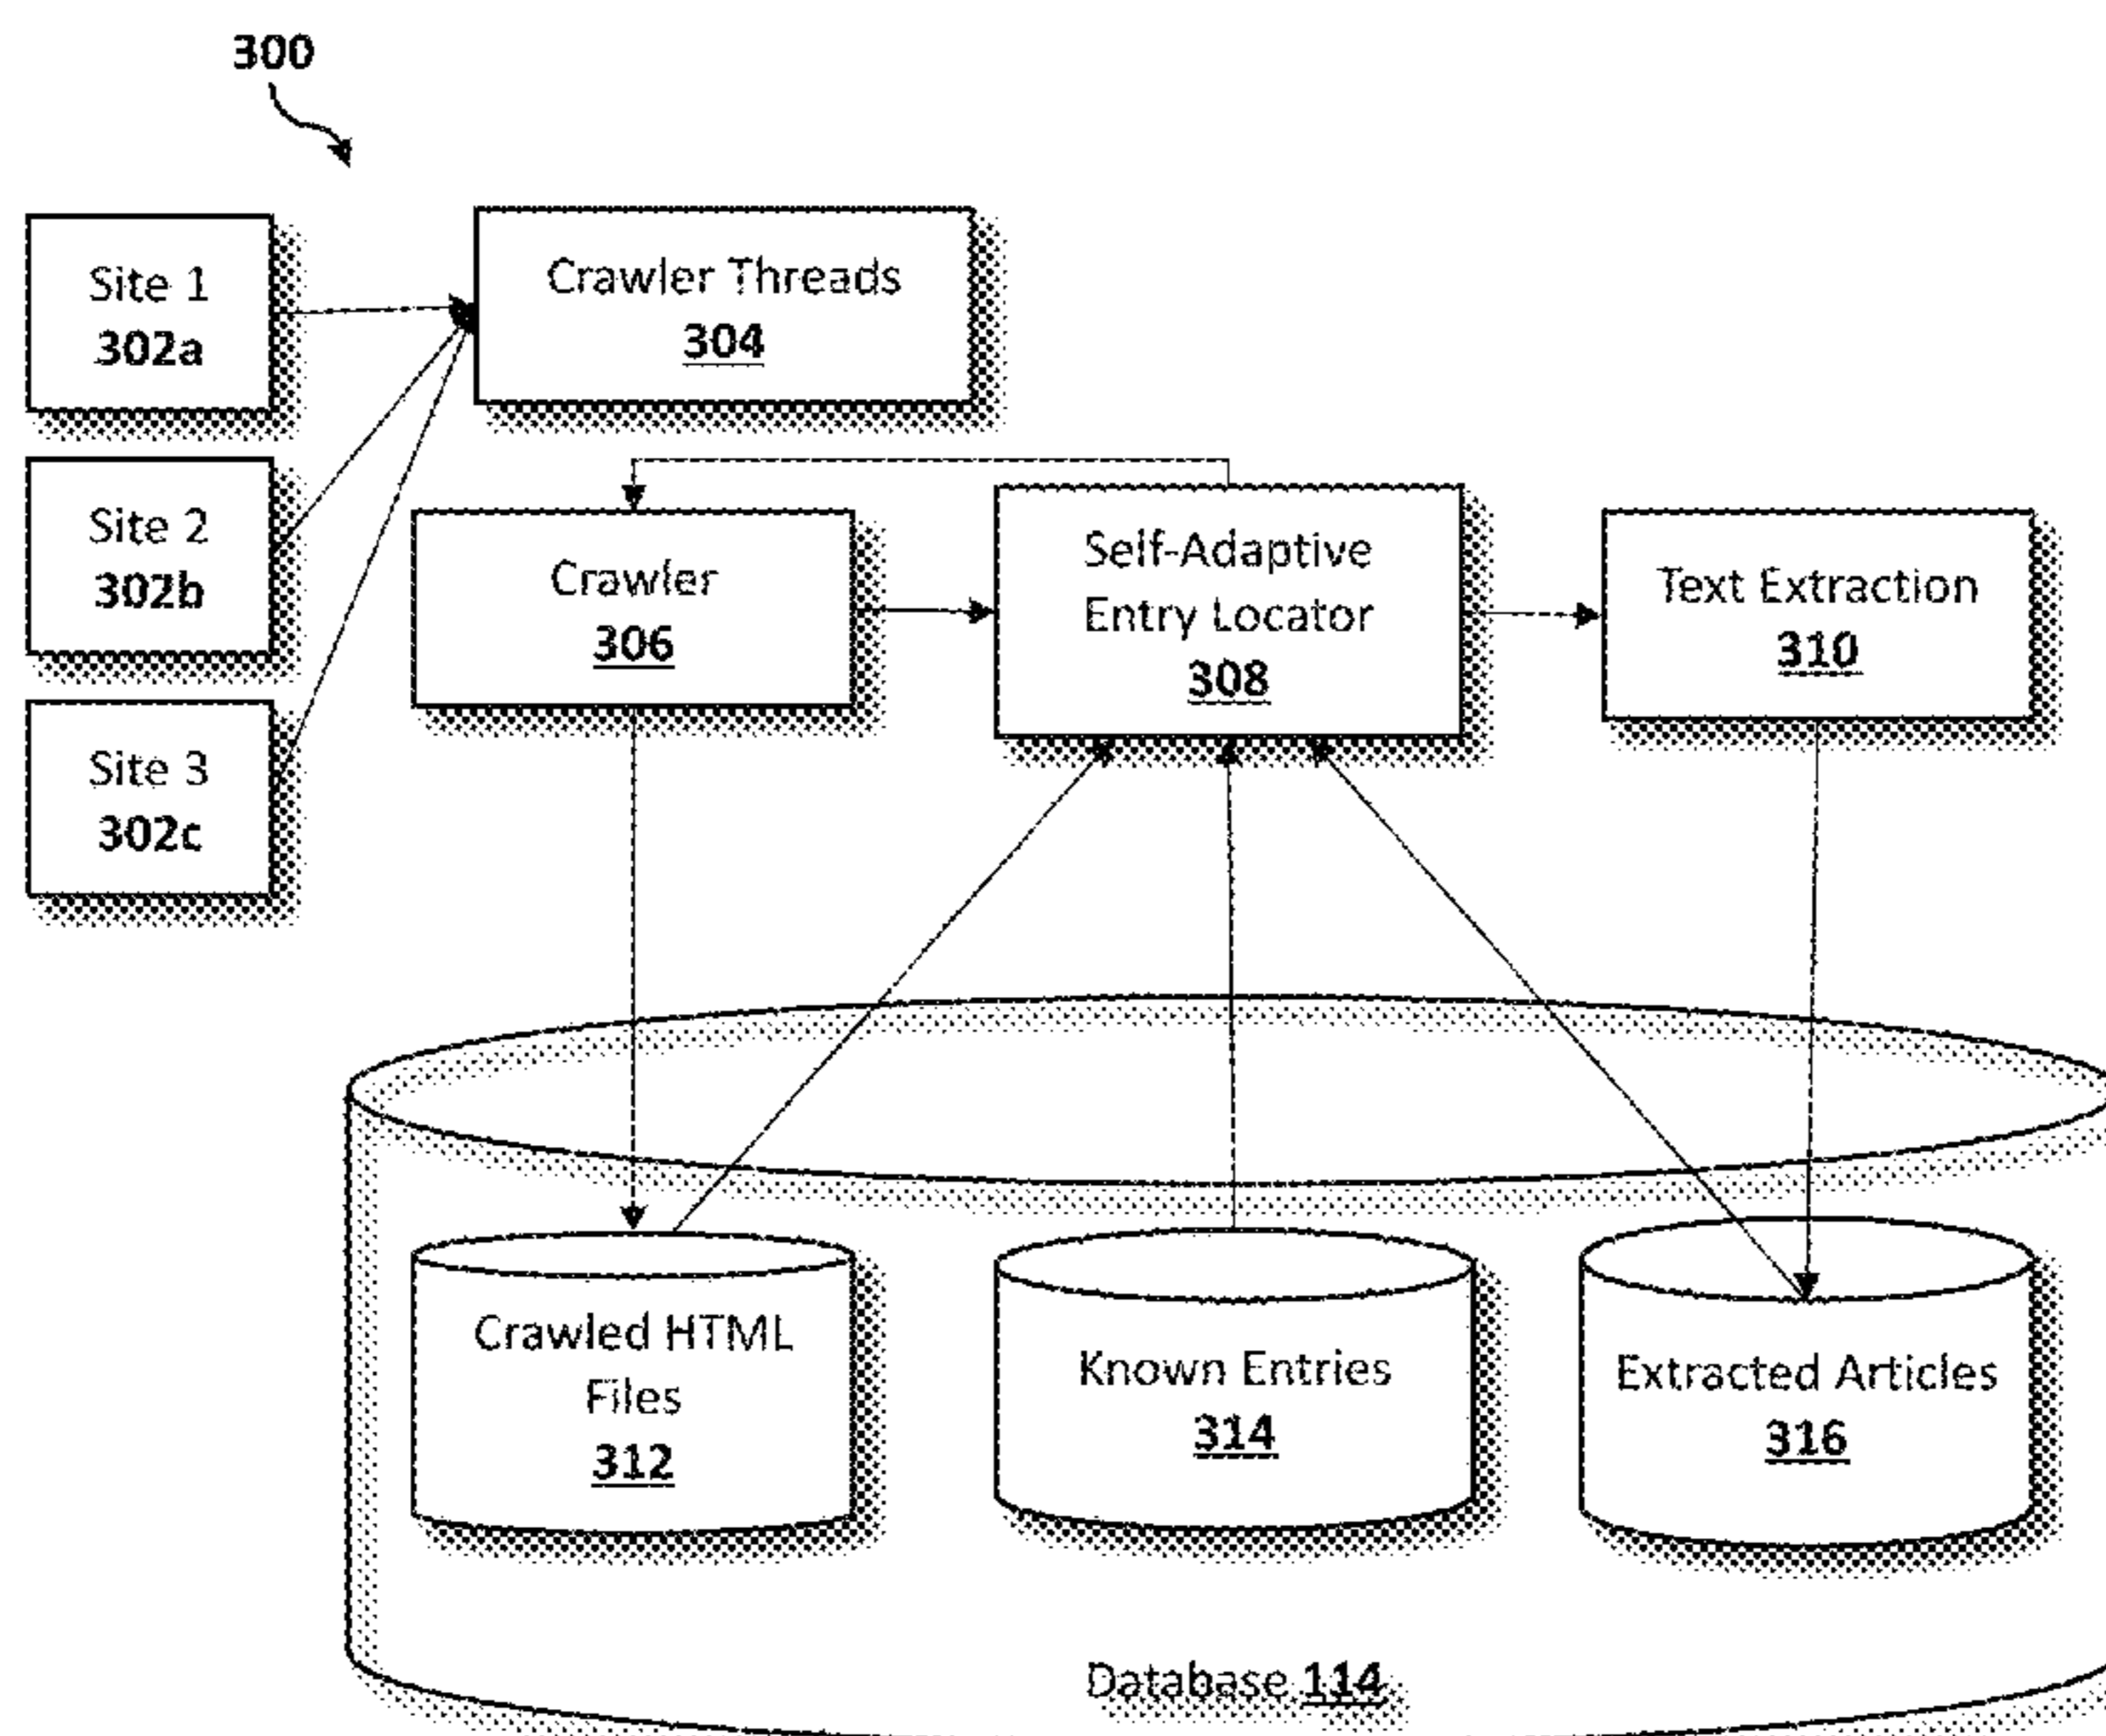 300
Site 1
302a
Crawler Threads
304
Site 2
302b
Crawler
306
Self-Adaptive
Entry Locator
308
Text Extraction
310
Site 3
302c
Crawled HTML
Files
312
Known Entries
314
Extracted Articles
316
Database 114